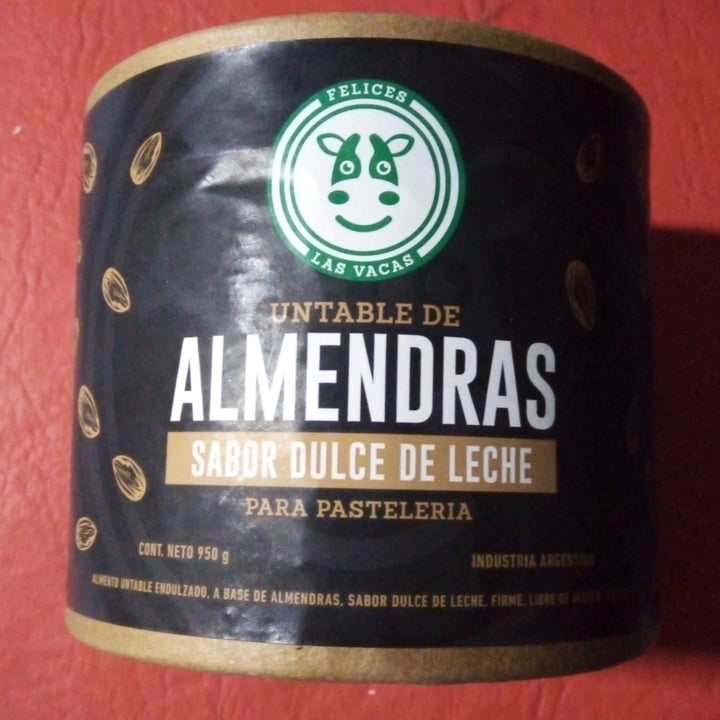 FELICES
LAS VACAS
UNTABLE DE
ALMENDRAS
SABOR DULCE DE LECHE
PARA PASTELERIA
CONT. NETO 950 g
INDUSTRIA ARGENTINA
ALIMENTO UNTABLE ENDULZADO, A BASE DE ALMENDRAS, SABOR DULCE DE LECHE, FIRME, LIBRE DE GLUTEN